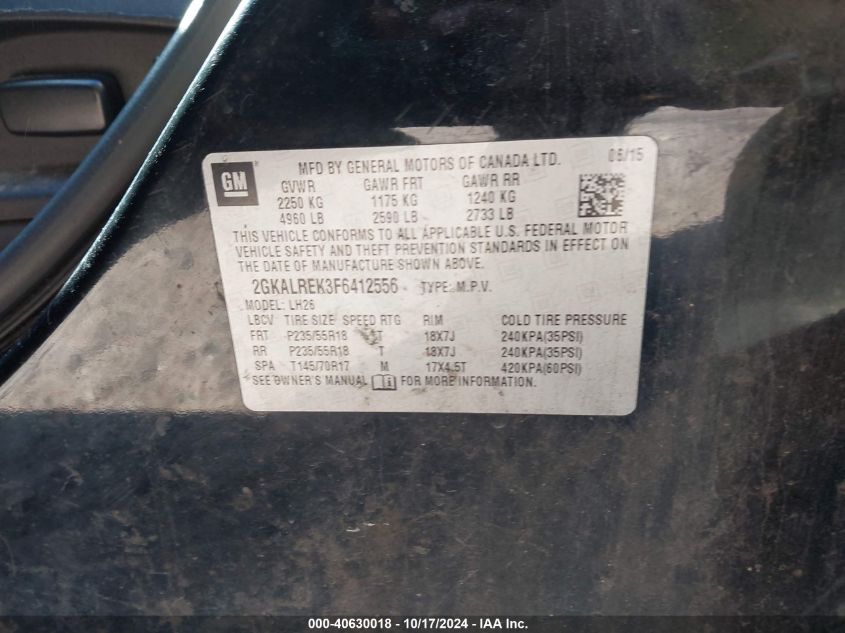 GM
MFD BY GENERAL MOTORS OF CANADA LTD. 06/15
GVWR GAWR FRT GAWR RR
2250 KG 1175 KG 1240 KG
4960 LB 2590 LB 2733 LB
THIS VEHICLE CONFORMS TO ALL APPLICABLE U.S. FEDERAL MOTOR
VEHICLE SAFETY AND THEFT PREVENTION STANDARDS IN EFFECT ON
THE DATE OF MANUFACTURE SHOWN ABOVE.
2GKALREK3F6412556 TYPE: M.P.V.
MODEL: LH26
LBCV TIRE SIZE SPEED RTG RIM COLD TIRE PRESSURE
FRT P235/55R18 T 18X7J 240KPA(35PSI)
RR P235/55R18 T 18X7J 240KPA(35PSI)
SPA T145/70R17 M 17X4.5T 420KPA(60PSI)
SEE OWNER'S MANUAL FOR MORE INFORMATION.
000-40630018 - 10/17/2024 - IAA Inc.